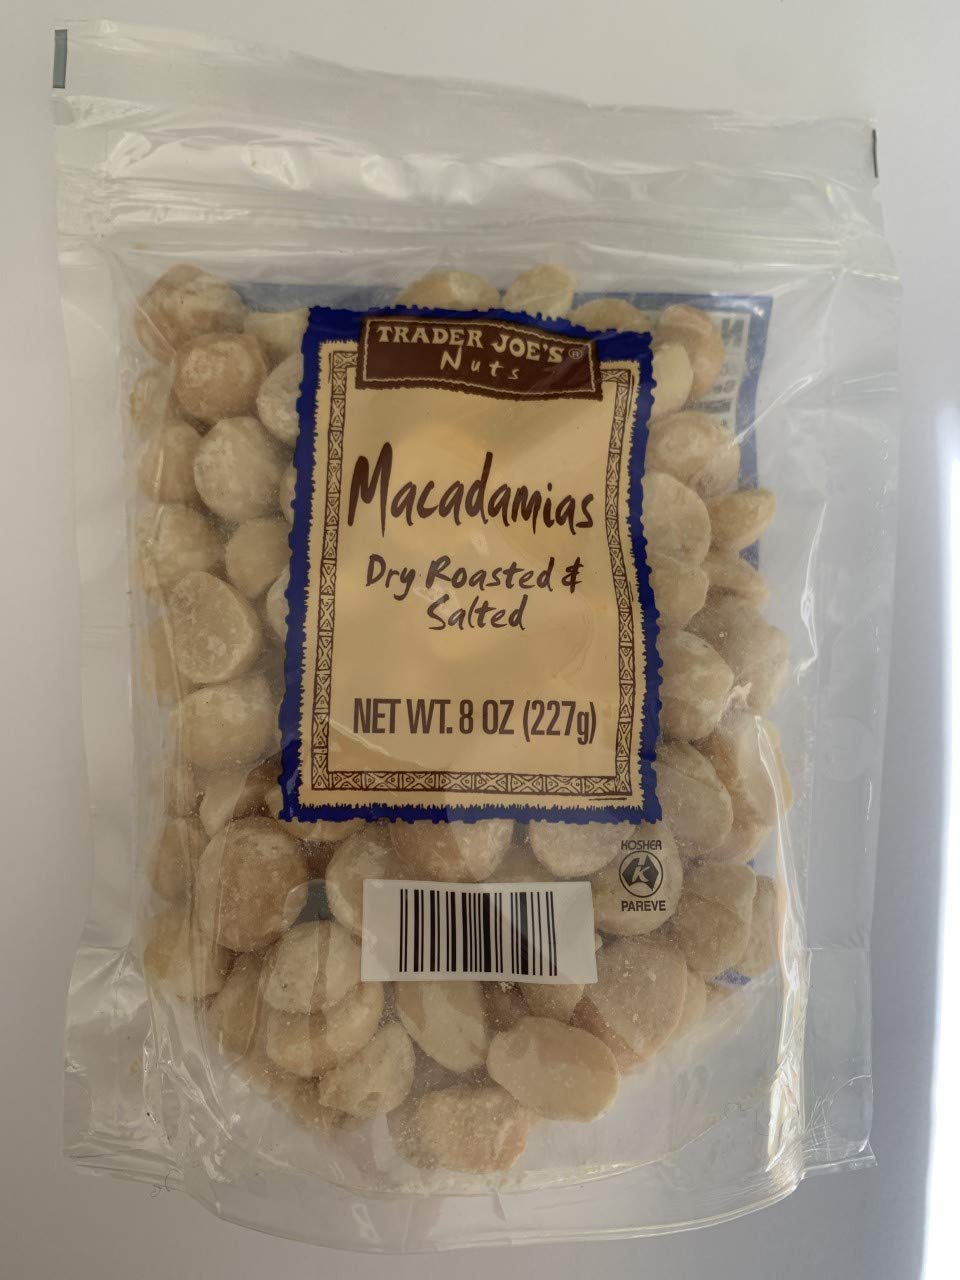 TRADER JOE'S®
Nuts
Macadamias
Dry Roasted &
Salted
NET WT. 8 OZ (227g)
KOSHER
K
PAREVE